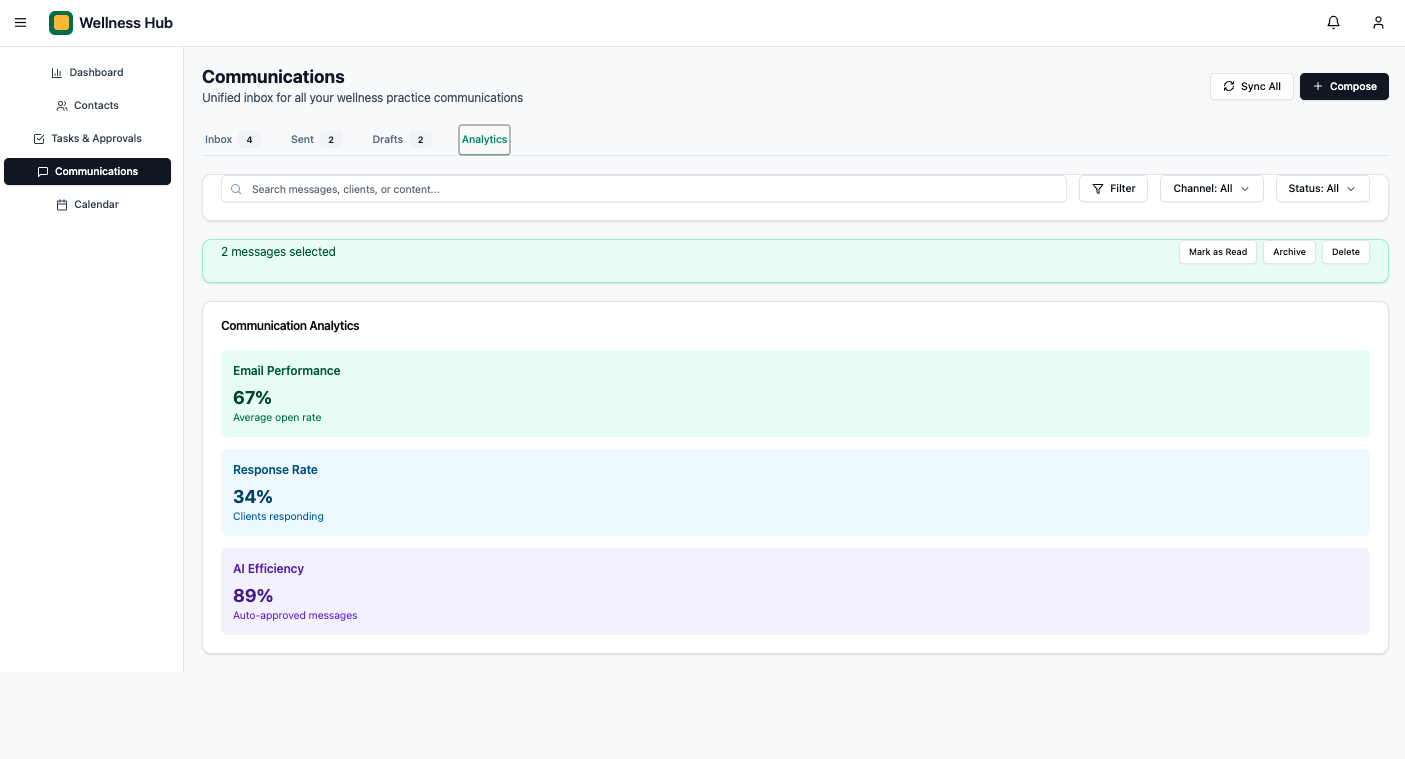 Wellness Hub
Dashboard
Contacts
Tasks & Approvals
Communications
Calendar
Communications
Unified inbox for all your wellness practice communications
Sync All
Compose
Inbox 4
Sent 2
Drafts 2
Analytics
Search messages, clients, or content...
Filter
Channel: All
Status: All
2 messages selected
Mark as Read
Archive
Delete
Communication Analytics
Email Performance
67%
Average open rate
Response Rate
34%
Clients responding
AI Efficiency
89%
Auto-approved messages